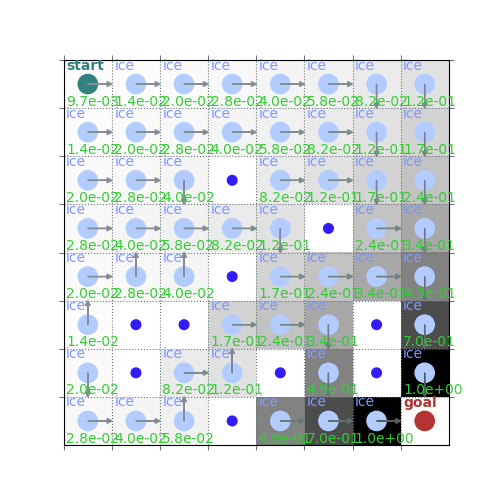 start ice ice ice ice ice ice ice
9.7e-03 1.4e-02 2.0e-02 2.8e-02 4.0e-02 5.8e-02 8.2e-02 1.2e-01
ice ice ice ice ice ice ice ice
1.4e-02 2.0e-02 2.8e-02 4.0e-02 5.8e-02 8.2e-02 1.2e-01 1.7e-01
ice ice ice ice ice ice ice
2.0e-02 2.8e-02 4.0e-02 8.2e-02 1.2e-01 1.7e-01 2.4e-01
ice ice ice ice ice ice ice
2.8e-02 4.0e-02 5.8e-02 8.2e-02 1.2e-01 2.4e-01 3.4e-01
ice ice ice ice ice ice ice
2.0e-02 2.8e-02 4.0e-02 1.7e-01 2.4e-01 3.4e-01 4.9e-01
ice ice ice ice ice
1.4e-02 1.7e-01 2.4e-01 3.4e-01 7.0e-01
ice ice ice ice ice
2.0e-02 8.2e-02 1.2e-01 4.9e-01 1.0e+00
ice ice ice ice ice ice goal
2.8e-02 4.0e-02 5.8e-02 4.9e-01 7.0e-01 1.0e+00